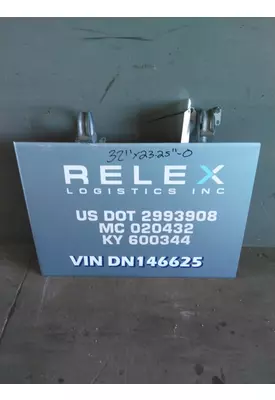 32"x23.25"-0
RELEX
LOGISTICS INC
US DOT 2993908
MC 020432
KY 600344
VIN DN146625